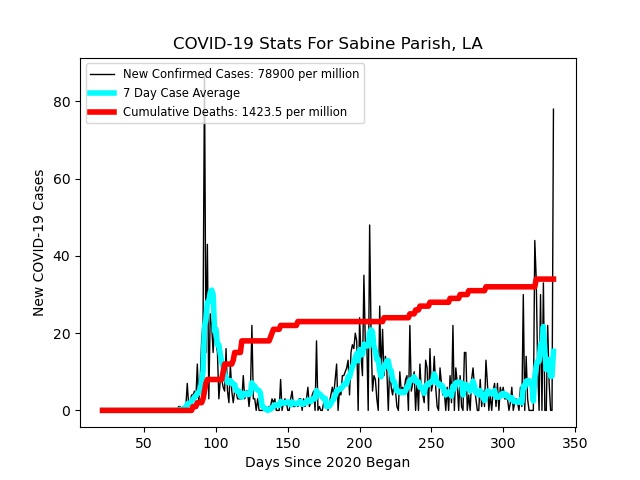 COVID-19 Stats For Sabine Parish, LA
New Confirmed Cases: 78900 per million
7 Day Case Average
Cumulative Deaths: 1423.5 per million
New COVID-19 Cases
80
60
40
20
0
50 100 150 200 250 300 350
Days Since 2020 Began